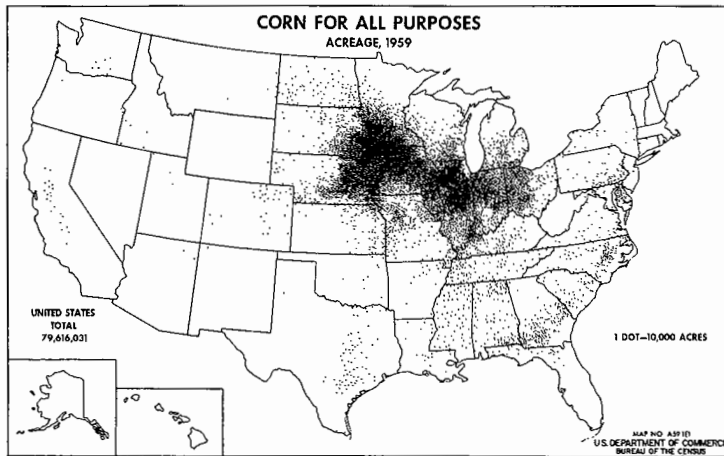 CORN FOR ALL PURPOSES
ACREAGE, 1959
UNITED STATES
TOTAL
79,616,031
1 DOT—10,000 ACRES
MAP NO. A59 1E1
U.S. DEPARTMENT OF COMMERCE
BUREAU OF THE CENSUS